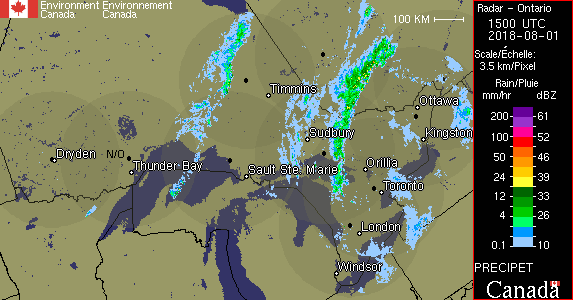 Environment Environnement
Canada Canada
100 KM
Timmins
Ottawa
Sudbury
Kingston
Dryden
N/O
Thunder Bay
Sault Ste. Marie
Orillia
Toronto
London
Windsor
Radar - Ontario
1500 UTC
2018-08-01
Scale/Échelle:
3.5 km/Pixel
Rain/Pluie
mm/hr dBZ
200 61
100 52
50 46
24 39
12 33
4 26
0.1 10
PRECIPET
Canada